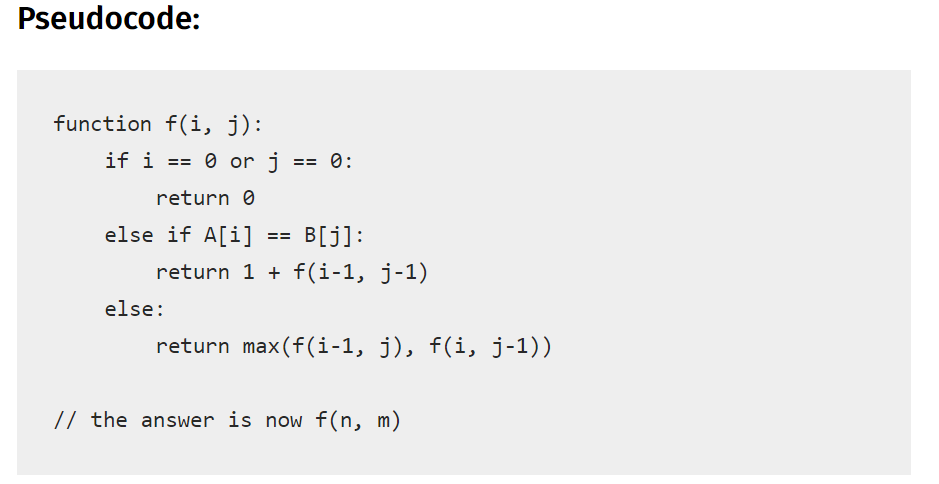 Pseudocode:
function f(i, j):
    if i == 0 or j == 0:
        return 0
    else if A[i] == B[j]:
        return 1 + f(i-1, j-1)
    else:
        return max(f(i-1, j), f(i, j-1))
// the answer is now f(n, m)